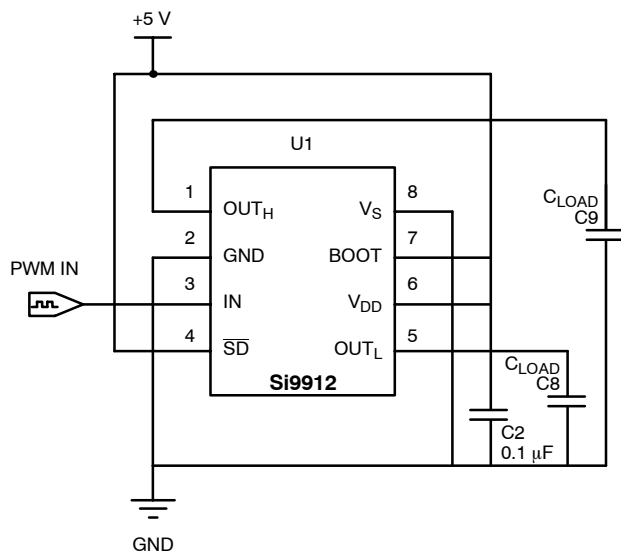 +5 V
U1
1
OUTH
2
GND
3
IN
4
SD
8
VS
7
BOOT
6
VDD
5
OUTL
Si9912
PWM IN
CLOAD
C9
CLOAD
C8
C2
0.1 μF
GND